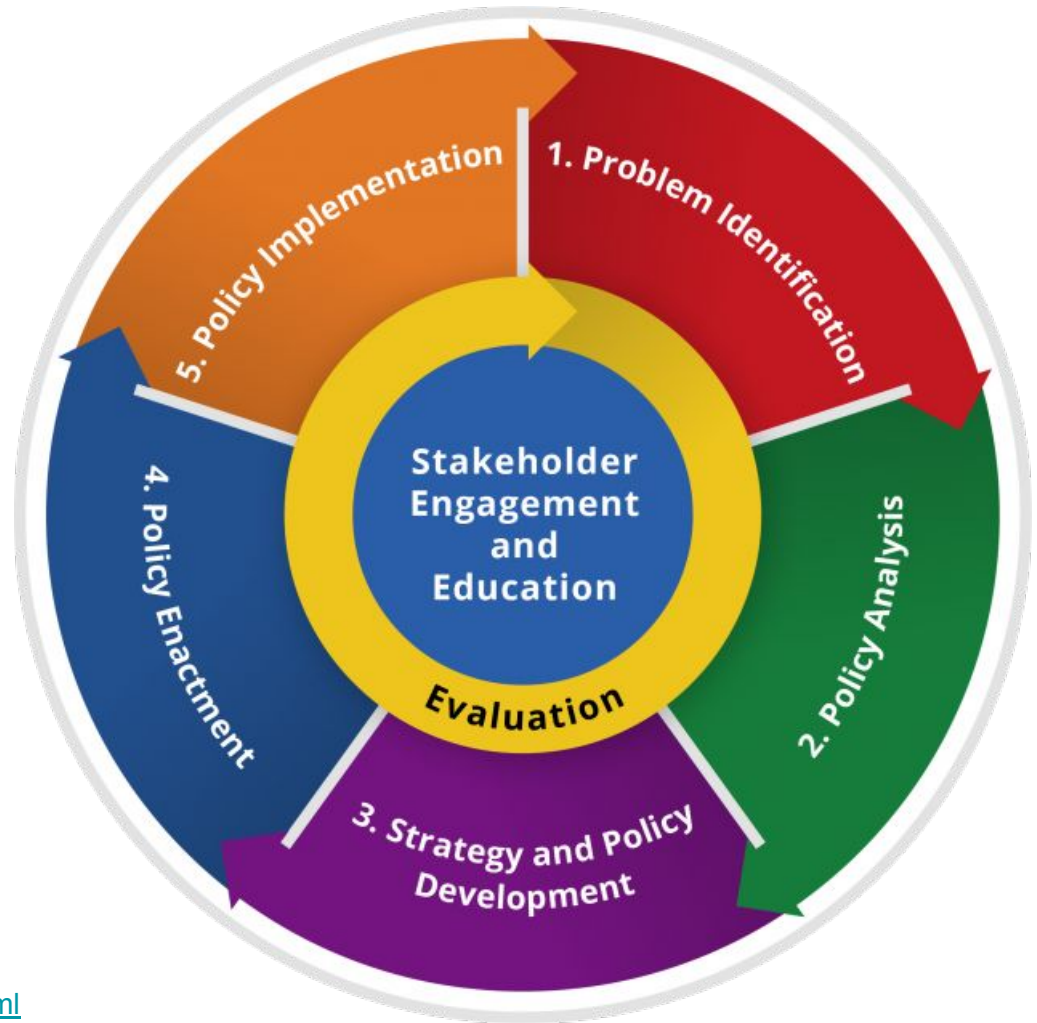 1. Problem Identification
2. Policy Analysis
3. Strategy and Policy
Development
4. Policy Enactment
5. Policy Implementation
Stakeholder
Engagement
and
Education
Evaluation
ml